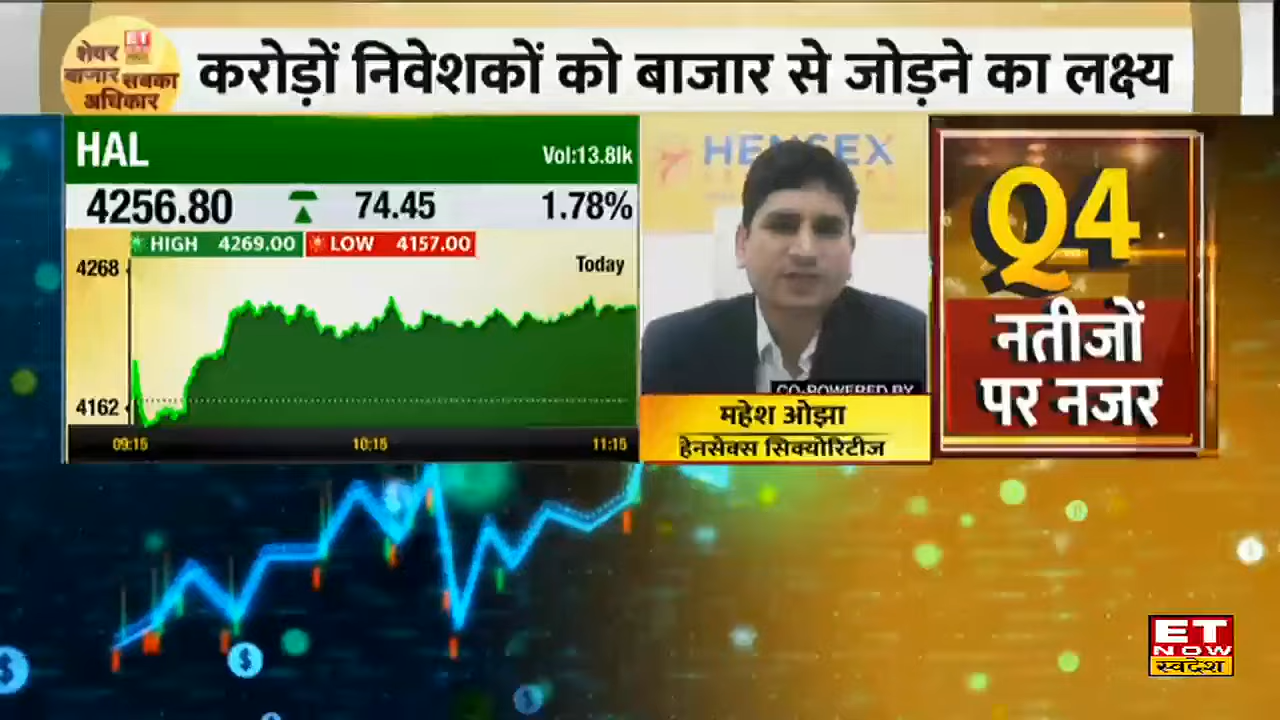 शेयर
बाजार सबका
अधिकार
ET
करोड़ों निवेशकों को बाजार से जोड़ने का लक्ष्य
HAL
Vol:13.8lk
4256.80 74.45 1.78%
HIGH 4269.00 LOW 4157.00
4268
Today
4162
09:15 10:15 11:15
HENSEX
CO-POWERED BY
महेश ओझा
हेनसेक्स सिक्योरिटीज
Q4
नतीजों
पर नजर
ET
NOW
स्वदेश